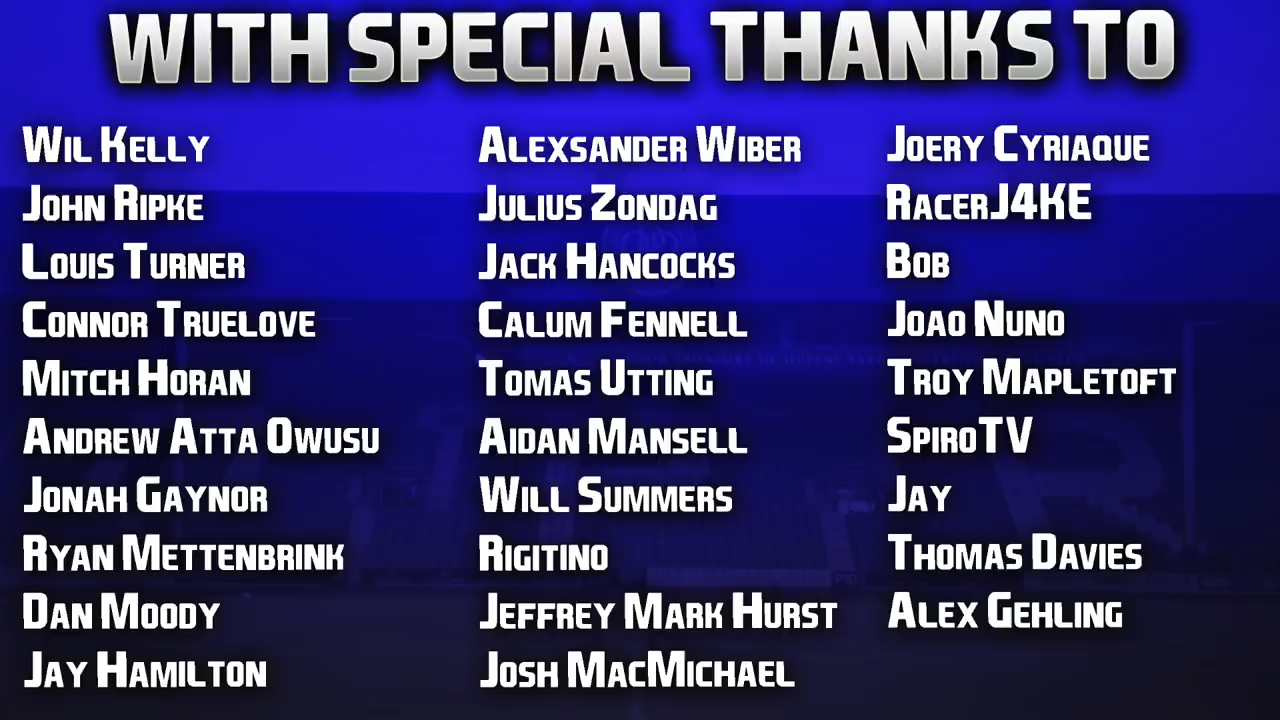 WITH SPECIAL THANKS TO
WIL KELLY
JOHN RIPKE
LOUIS TURNER
CONNOR TRUELOVE
MITCH HORAN
ANDREW ATTA OWUSU
JONAH GAYNOR
RYAN METTENBRINK
DAN MOODY
JAY HAMILTON
ALEXSANDER WIBER
JULIUS ZONDAG
JACK HANCOCKS
CALUM FENNELL
TOMAS UTTING
AIDAN MANSELL
WILL SUMMERS
RIGITINO
JEFFREY MARK HURST
JOSH MACMICHAEL
JOERY CYRIAQUE
RACERJ4KE
BOB
JOAO NUNO
TROY MAPLETOFT
SPIROTV
JAY
THOMAS DAVIES
ALEX GEHLING